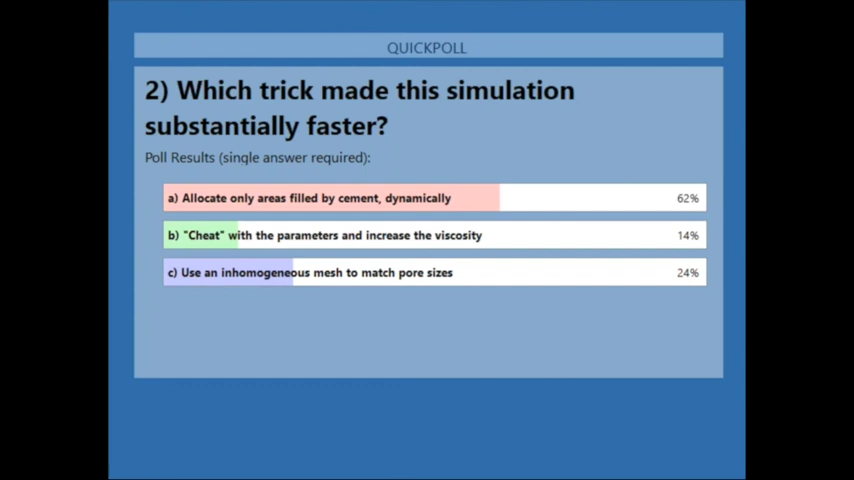 QUICKPOLL
2) Which trick made this simulation
substantially faster?
Poll Results (single answer required):
a) Allocate only areas filled by cement, dynamically 62%
b) "Cheat" with the parameters and increase the viscosity 14%
c) Use an inhomogeneous mesh to match pore sizes 24%